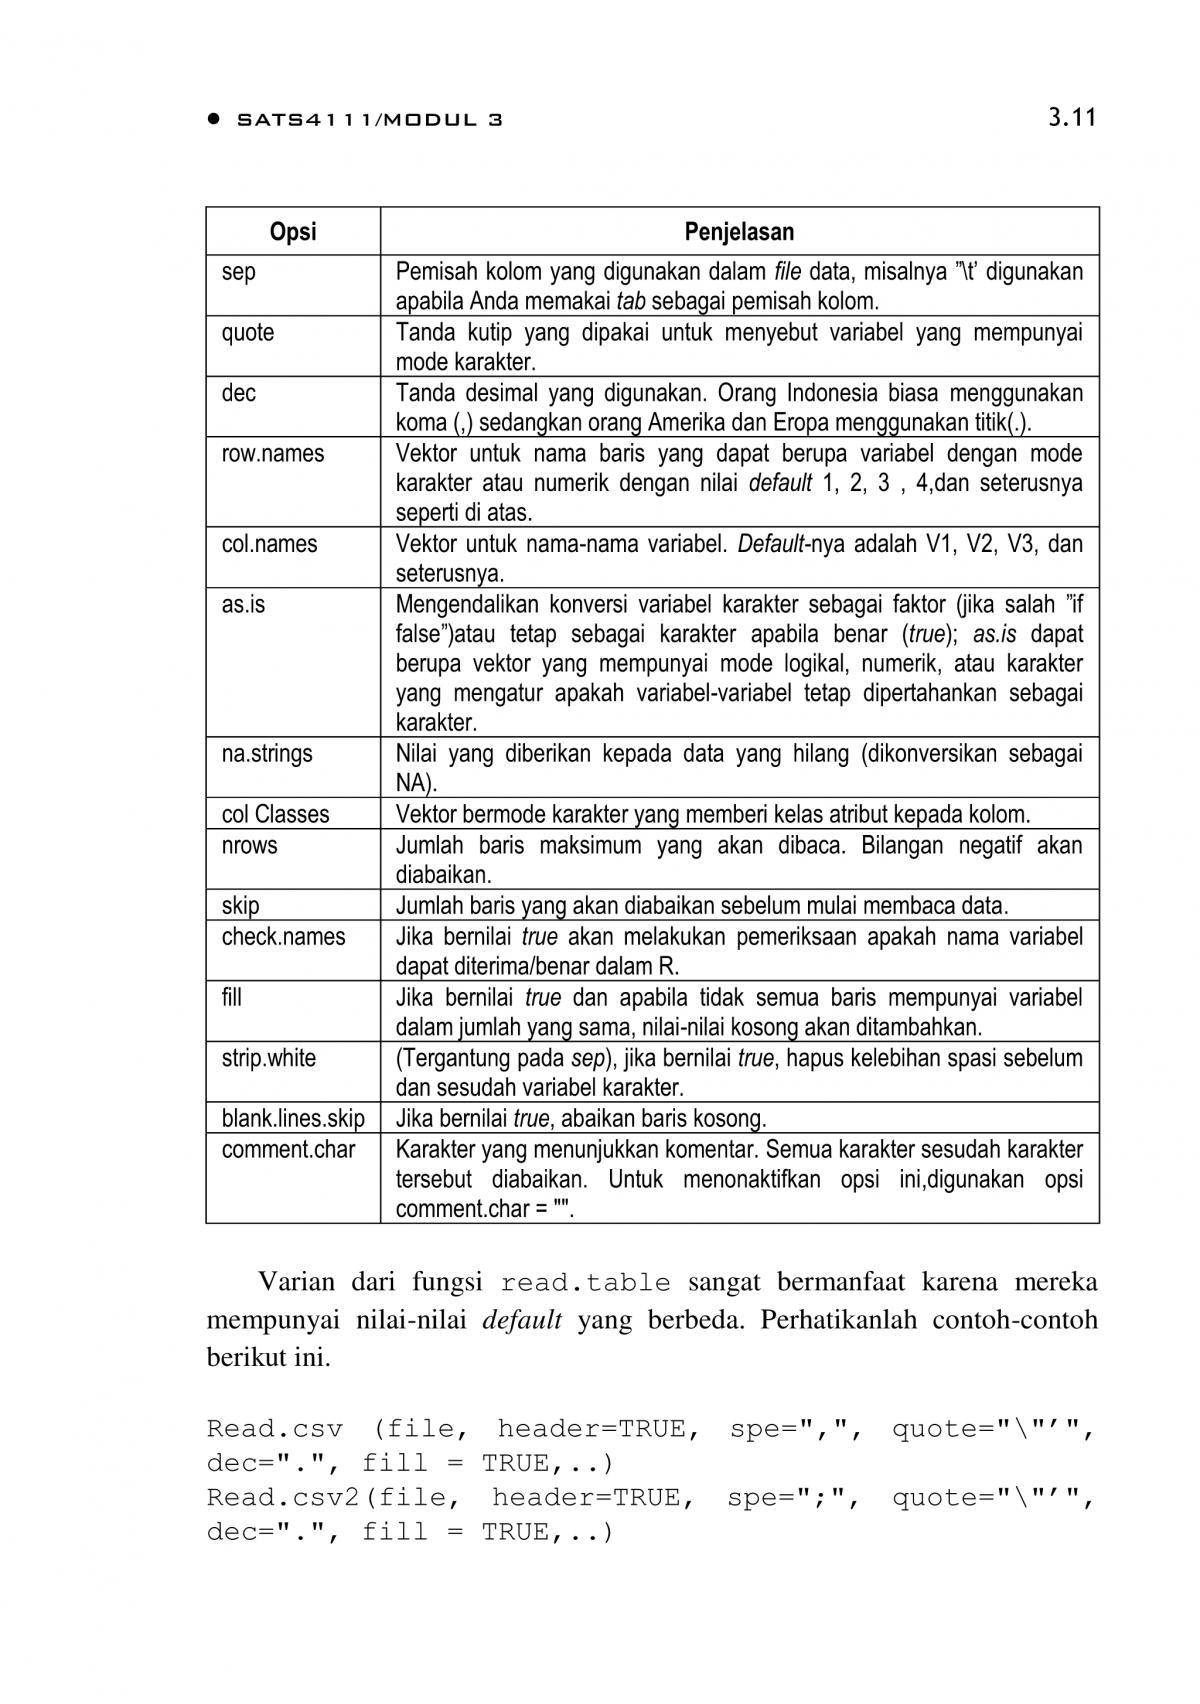 ● SATS4111/MODUL 3 3.11
Opsi Penjelasan
sep Pemisah kolom yang digunakan dalam file data, misalnya ”\t’ digunakan
apabila Anda memakai tab sebagai pemisah kolom.
quote Tanda kutip yang dipakai untuk menyebut variabel yang mempunyai
mode karakter.
dec Tanda desimal yang digunakan. Orang Indonesia biasa menggunakan
koma (,) sedangkan orang Amerika dan Eropa menggunakan titik(.).
row.names Vektor untuk nama baris yang dapat berupa variabel dengan mode
karakter atau numerik dengan nilai default 1, 2, 3 , 4,dan seterusnya
seperti di atas.
col.names Vektor untuk nama-nama variabel. Default-nya adalah V1, V2, V3, dan
seterusnya.
as.is Mengendalikan konversi variabel karakter sebagai faktor (jika salah ”if
false”)atau tetap sebagai karakter apabila benar (true); as.is dapat
berupa vektor yang mempunyai mode logikal, numerik, atau karakter
yang mengatur apakah variabel-variabel tetap dipertahankan sebagai
karakter.
na.strings Nilai yang diberikan kepada data yang hilang (dikonversikan sebagai
NA).
col Classes Vektor bermode karakter yang memberi kelas atribut kepada kolom.
nrows Jumlah baris maksimum yang akan dibaca. Bilangan negatif akan
diabaikan.
skip Jumlah baris yang akan diabaikan sebelum mulai membaca data.
check.names Jika bernilai true akan melakukan pemeriksaan apakah nama variabel
dapat diterima/benar dalam R.
fill Jika bernilai true dan apabila tidak semua baris mempunyai variabel
dalam jumlah yang sama, nilai-nilai kosong akan ditambahkan.
strip.white (Tergantung pada sep), jika bernilai true, hapus kelebihan spasi sebelum
dan sesudah variabel karakter.
blank.lines.skip Jika bernilai true, abaikan baris kosong.
comment.char Karakter yang menunjukkan komentar. Semua karakter sesudah karakter
tersebut diabaikan. Untuk menonaktifkan opsi ini,digunakan opsi
comment.char = "".
Varian dari fungsi read.table sangat bermanfaat karena mereka
mempunyai nilai-nilai default yang berbeda. Perhatikanlah contoh-contoh
berikut ini.
Read.csv (file, header=TRUE, spe=",", quote="\"’",
dec=".", fill = TRUE,..)
Read.csv2(file, header=TRUE, spe=";", quote="\"’",
dec=".", fill = TRUE,..)